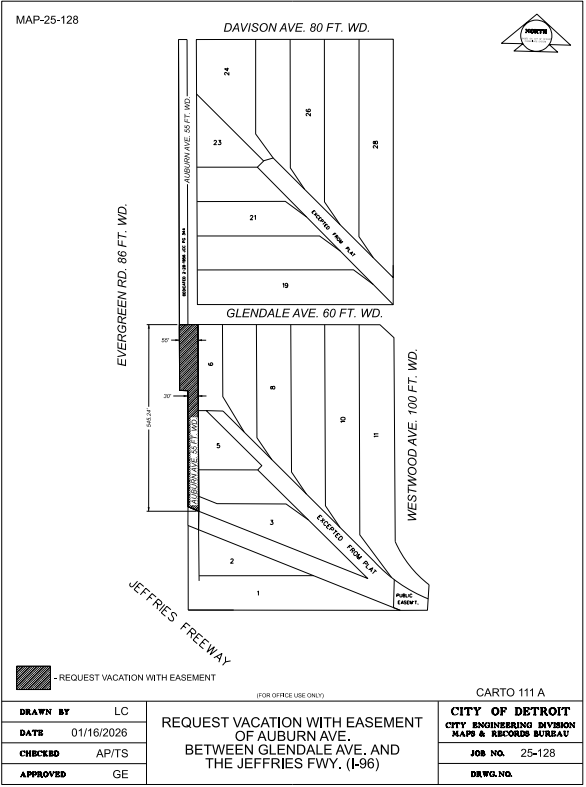 MAP-25-128
DAVISON AVE. 80 FT. WD.
NORTH
24
26
28
23
AUBURN AVE. 55 FT. WD.
EXCEPTED FROM PLAT
21
19
EVERGREEN RD. 86 FT. WD.
GLENDALE AVE. 60 FT. WD.
55'
6
8
10
11
WESTWOOD AVE. 100 FT. WD.
30'
545.24'
AUBURN AVE. 55 FT. WD.
5
3
EXCEPTED FROM PLAT
2
1
PUBLIC
EASEM'T.
JEFFRIES FREEWAY
- REQUEST VACATION WITH EASEMENT
(FOR OFFICE USE ONLY)
CARTO 111 A
DRAWN BY LC
DATE 01/16/2026
CHECKED AP/TS
APPROVED GE
REQUEST VACATION WITH EASEMENT
OF AUBURN AVE.
BETWEEN GLENDALE AVE. AND
THE JEFFRIES FWY. (I-96)
CITY OF DETROIT
CITY ENGINEERING DIVISION
MAPS & RECORDS BUREAU
JOB NO. 25-128
DRWG. NO.